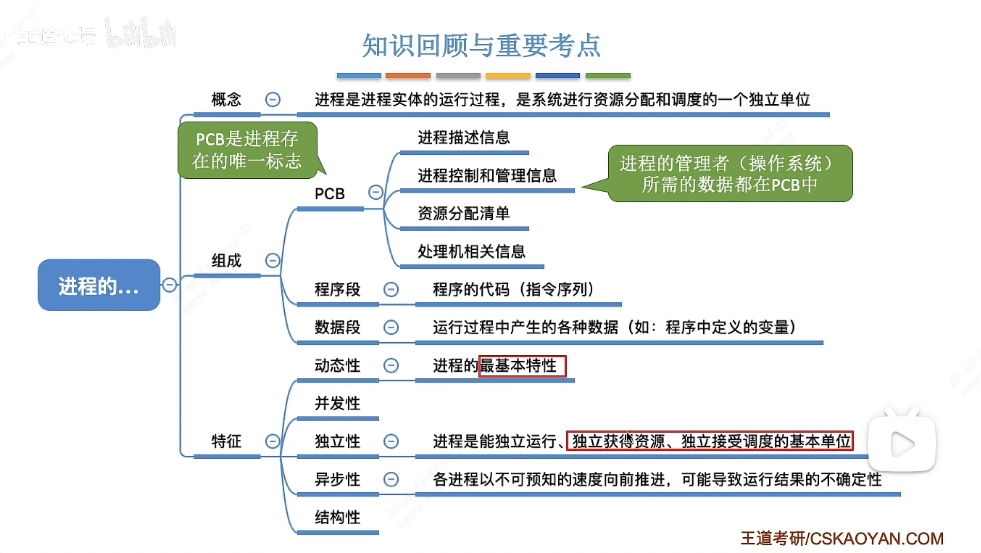 知识回顾与重要考点
概念
进程是进程实体的运行过程，是系统进行资源分配和调度的一个独立单位
PCB是进程存
在的唯一标志
进程描述信息
进程的管理者（操作系统）
所需的数据都在PCB中
进程控制和管理信息
PCB
资源分配清单
处理机相关信息
组成
进程的...
程序段
程序的代码（指令序列）
数据段
运行过程中产生的各种数据（如：程序中定义的变量）
动态性
进程的最基本特性
并发性
特征
独立性
进程是能独立运行、独立获得资源、独立接受调度的基本单位
异步性
各进程以不可预知的速度向前推进，可能导致运行结果的不确定性
结构性
王道考研/CSKAOYAN.COM